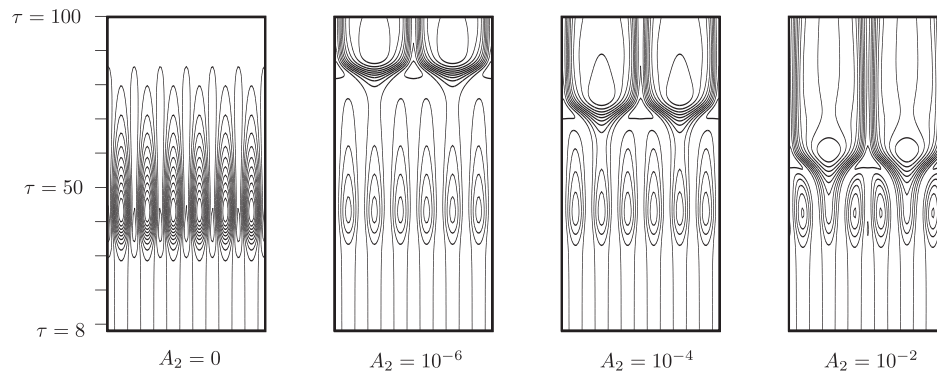 τ = 100
τ = 50
τ = 8
A₂ = 0
A₂ = 10⁻⁶
A₂ = 10⁻⁴
A₂ = 10⁻²